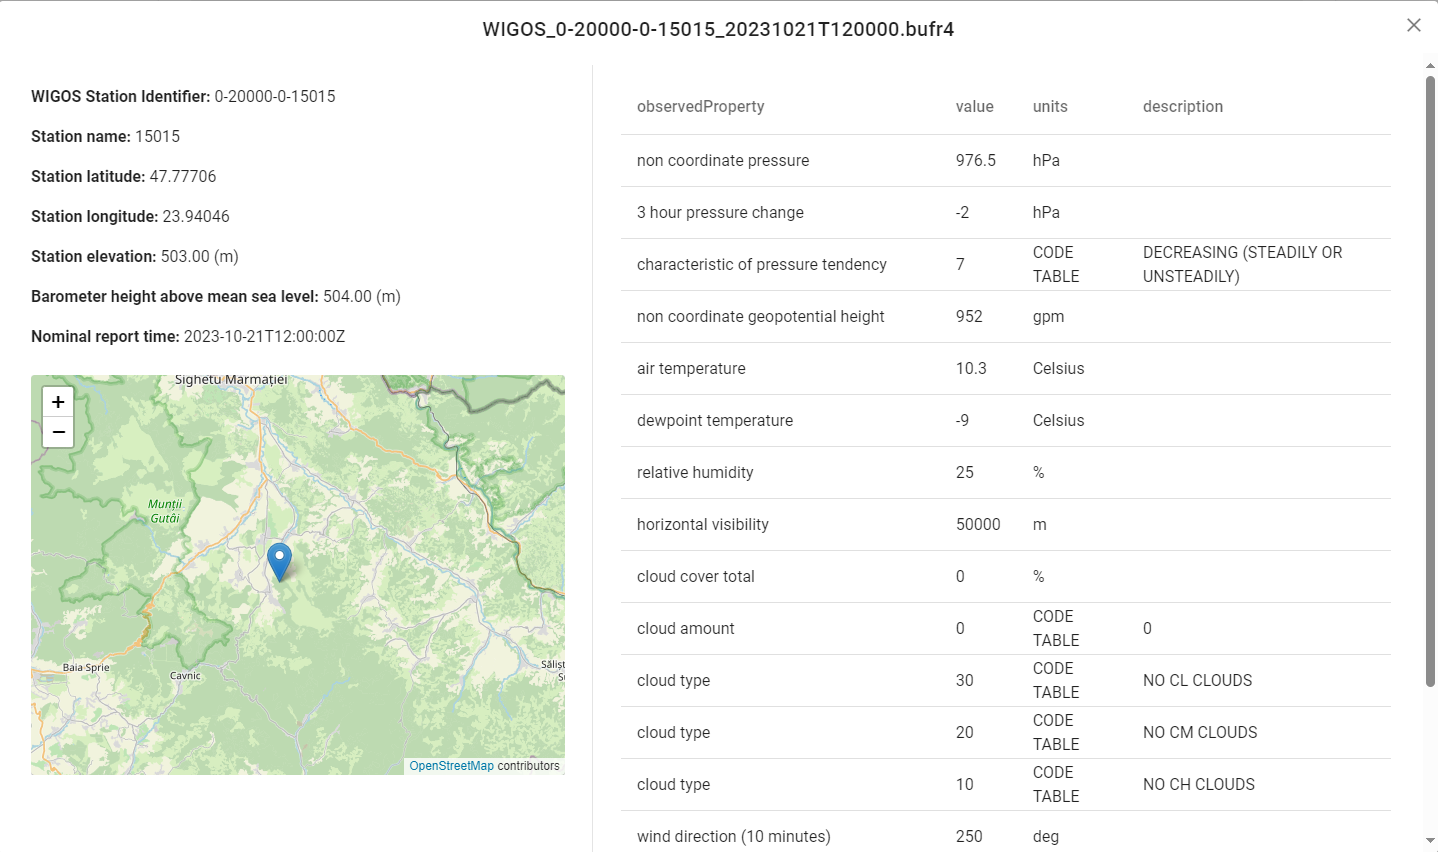 WIGOS_0-20000-0-15015_20231021T120000.bufr4
WIGOS Station Identifier: 0-20000-0-15015
Station name: 15015
Station latitude: 47.77706
Station longitude: 23.94046
Station elevation: 503.00 (m)
Barometer height above mean sea level: 504.00 (m)
Nominal report time: 2023-10-21T12:00:00Z
Sighetu Marmației
+
−
Munții
Gutâi
Baia Sprie
Cavnic
Sălișt
OpenStreetMap contributors
observedProperty value units description
non coordinate pressure 976.5 hPa
3 hour pressure change -2 hPa
characteristic of pressure tendency 7 CODE TABLE DECREASING (STEADILY OR UNSTEADILY)
non coordinate geopotential height 952 gpm
air temperature 10.3 Celsius
dewpoint temperature -9 Celsius
relative humidity 25 %
horizontal visibility 50000 m
cloud cover total 0 %
cloud amount 0 CODE TABLE 0
cloud type 30 CODE TABLE NO CL CLOUDS
cloud type 20 CODE TABLE NO CM CLOUDS
cloud type 10 CODE TABLE NO CH CLOUDS
wind direction (10 minutes) 250 deg